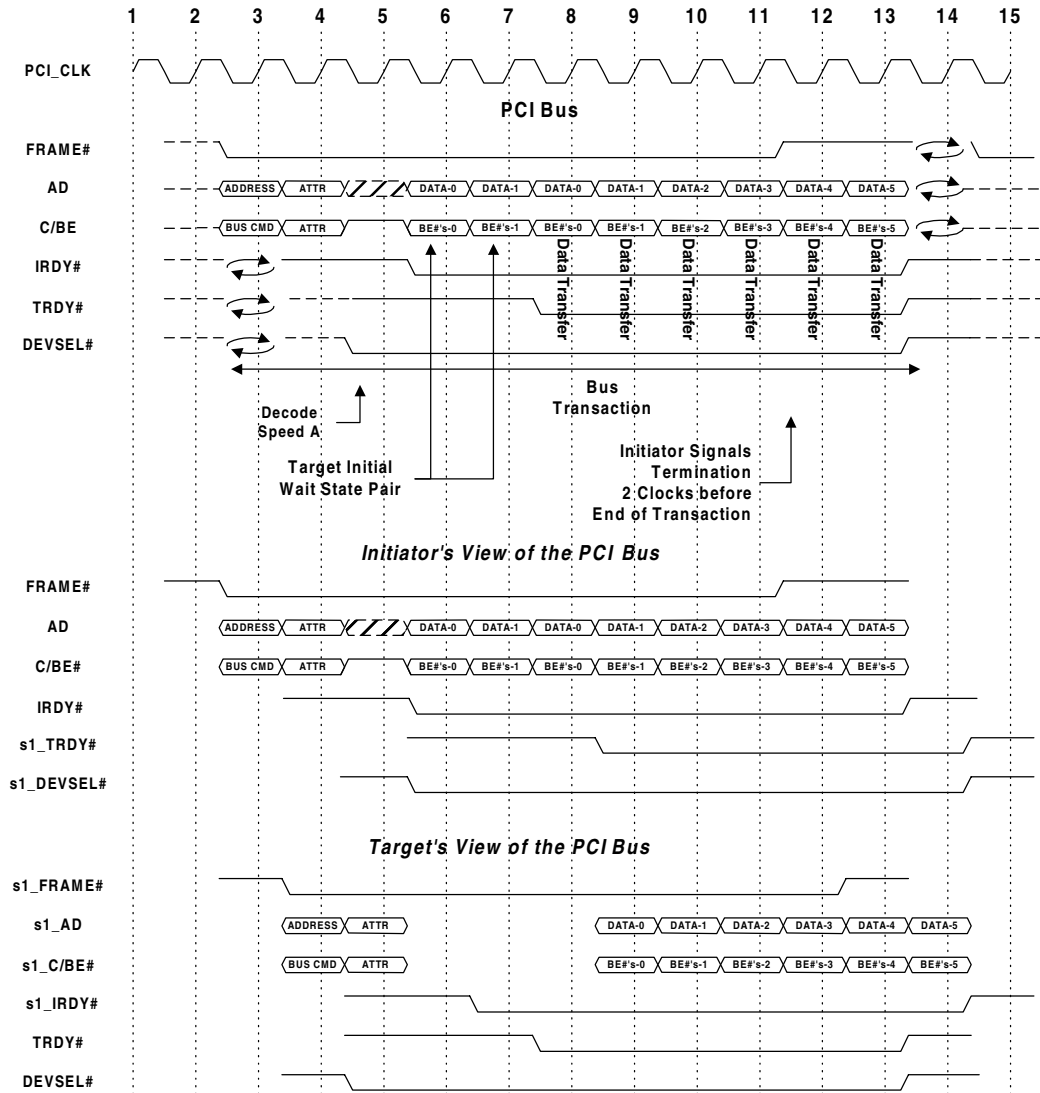 1 2 3 4 5 6 7 8 9 10 11 12 13 14 15
PCI_CLK
PCI Bus
FRAME#
AD ADDRESS ATTR DATA-0 DATA-1 DATA-0 DATA-1 DATA-2 DATA-3 DATA-4 DATA-5
C/BE BUS CMD ATTR BE#'s-0 BE#'s-1 BE#'s-0 BE#'s-1 BE#'s-2 BE#'s-3 BE#'s-4 BE#'s-5
IRDY#
TRDY#
DEVSEL#
Data Transfer
Data Transfer
Data Transfer
Data Transfer
Data Transfer
Data Transfer
Bus
Transaction
Decode
Speed A
Target Initial
Wait State Pair
Initiator Signals
Termination
2 Clocks before
End of Transaction
Initiator's View of the PCI Bus
FRAME#
AD ADDRESS ATTR DATA-0 DATA-1 DATA-0 DATA-1 DATA-2 DATA-3 DATA-4 DATA-5
C/BE# BUS CMD ATTR BE#'s-0 BE#'s-1 BE#'s-0 BE#'s-1 BE#'s-2 BE#'s-3 BE#'s-4 BE#'s-5
IRDY#
s1_TRDY#
s1_DEVSEL#
Target's View of the PCI Bus
s1_FRAME#
s1_AD ADDRESS ATTR DATA-0 DATA-1 DATA-2 DATA-3 DATA-4 DATA-5
s1_C/BE# BUS CMD ATTR BE#'s-0 BE#'s-1 BE#'s-2 BE#'s-3 BE#'s-4 BE#'s-5
s1_IRDY#
TRDY#
DEVSEL#